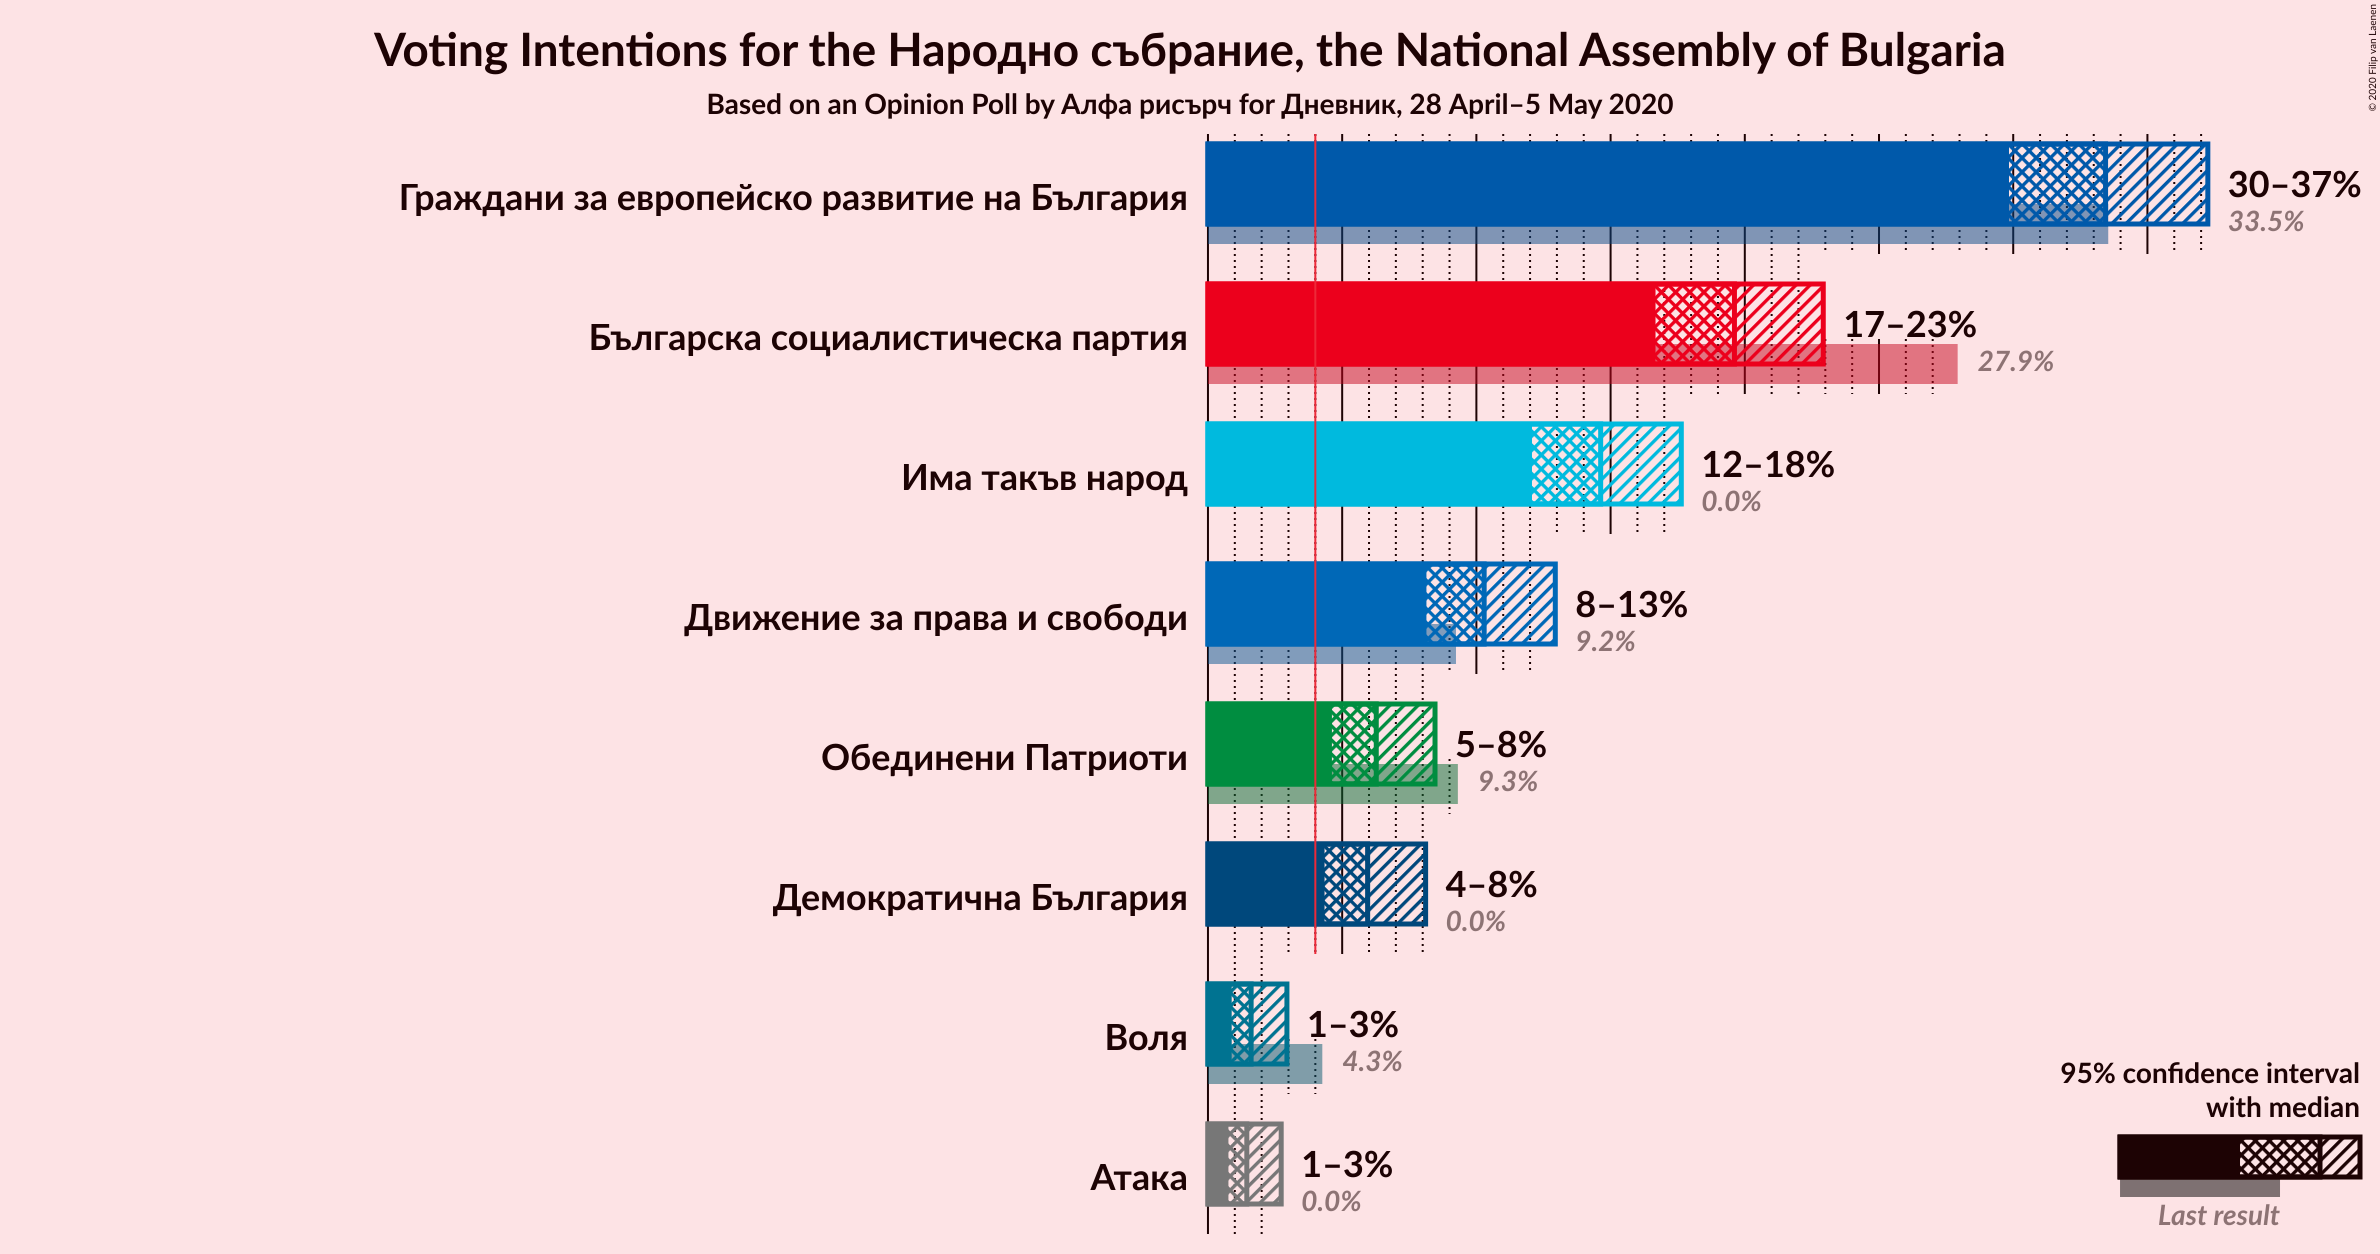 Voting Intentions for the Народно събрание, the National Assembly of Bulgaria
Based on an Opinion Poll by Алфа рисърч for Дневник, 28 April–5 May 2020
© 2020 Filip van Laenen
Граждани за европейско развитие на България
30–37%
33.5%
Българска социалистическа партия
17–23%
27.9%
Има такъв народ
12–18%
0.0%
Движение за права и свободи
8–13%
9.2%
Обединени Патриоти
5–8%
9.3%
Демократична България
4–8%
0.0%
Воля
1–3%
4.3%
Атака
1–3%
0.0%
95% confidence interval
with median
Last result